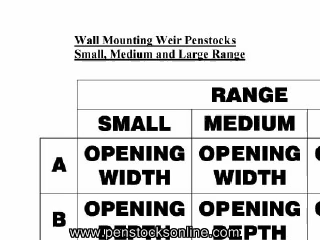 Wall Mounting Weir Penstocks
Small, Medium and Large Range
RANGE
SMALL MEDIUM
A OPENING WIDTH OPENING WIDTH
B OPENING OPENING
www.penstocksonline.com